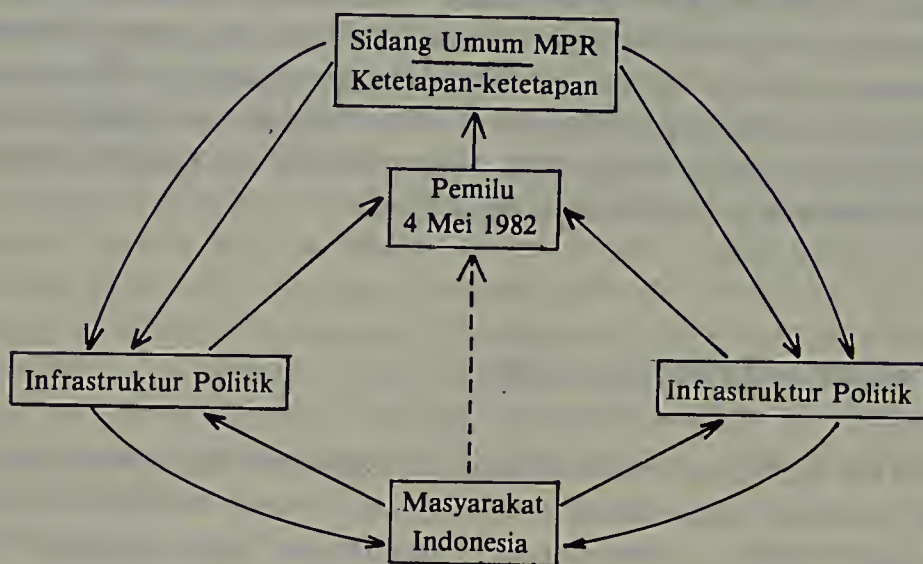 Sidang Umum MPR
Ketetapan-ketetapan
Pemilu
4 Mei 1982
Infrastruktur Politik
Infrastruktur Politik
Masyarakat
Indonesia